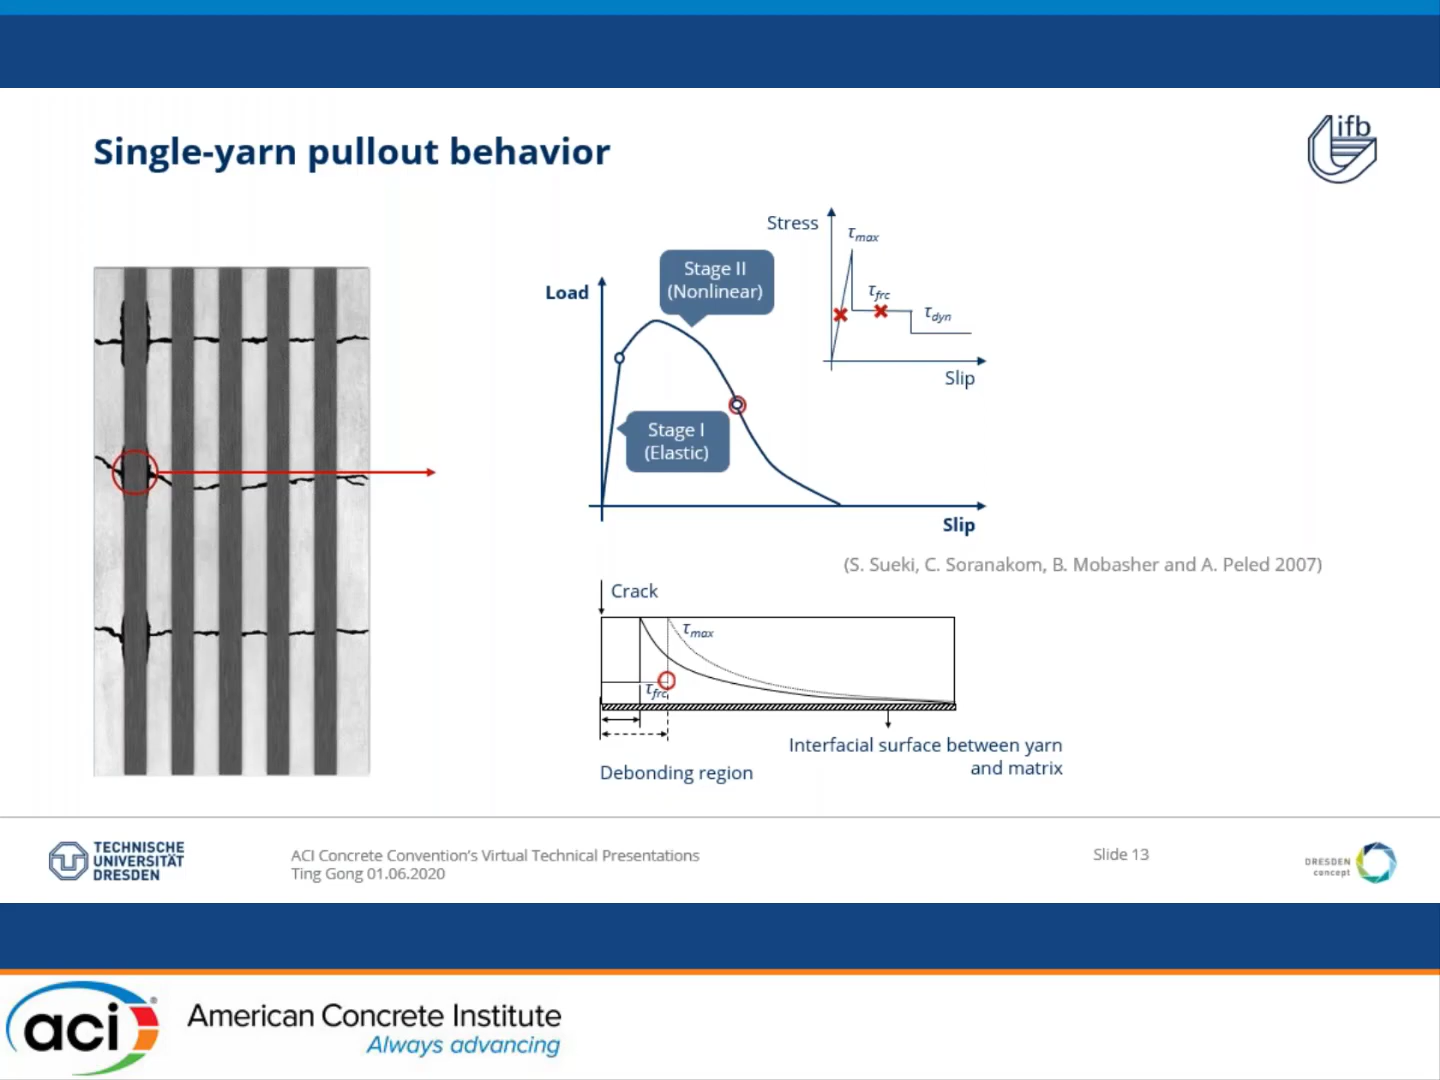 Single-yarn pullout behavior
ifb
Stress
τmax
τfrc
τdyn
Slip
Load
Stage II
(Nonlinear)
Stage I
(Elastic)
Slip
(S. Sueki, C. Soranakom, B. Mobasher and A. Peled 2007)
Crack
τmax
τfrc
Interfacial surface between yarn
and matrix
Debonding region
TECHNISCHE
UNIVERSITÄT
DRESDEN
ACI Concrete Convention's Virtual Technical Presentations
Ting Gong 01.06.2020
Slide 13
DRESDEN
concept
aci®
American Concrete Institute
Always advancing